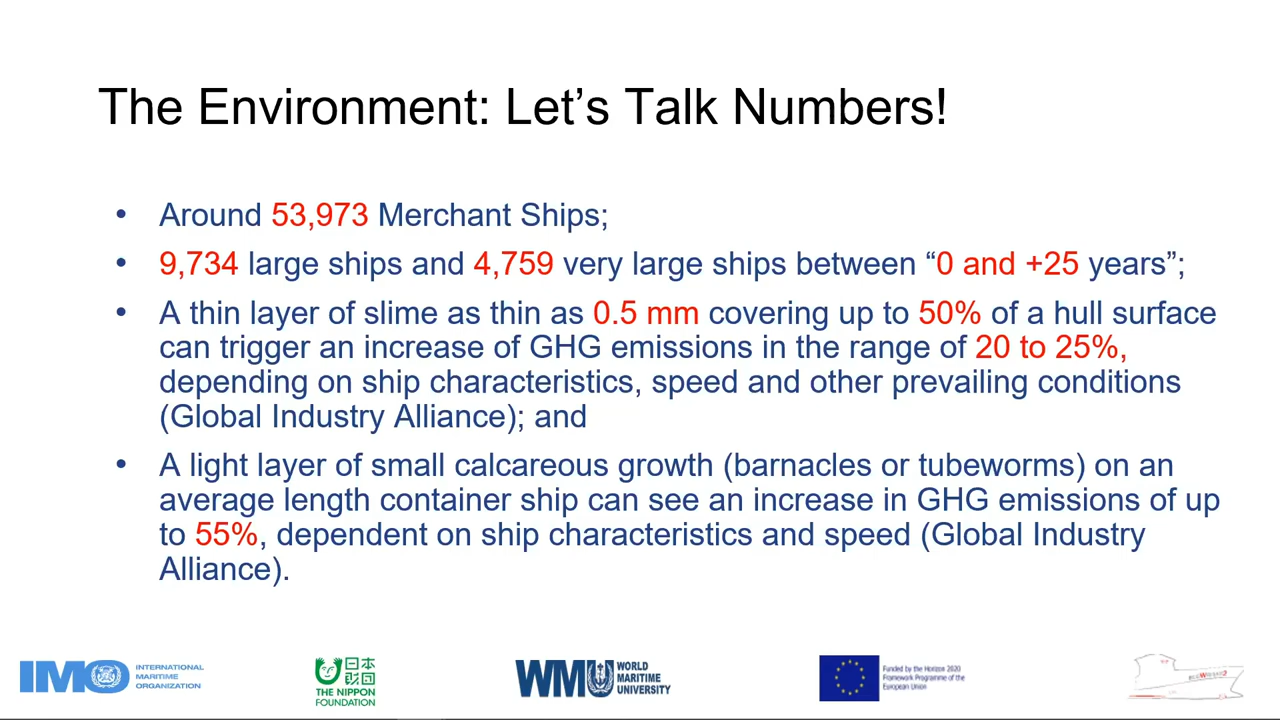 The Environment: Let’s Talk Numbers!
• Around 53,973 Merchant Ships;
• 9,734 large ships and 4,759 very large ships between “0 and +25 years”;
• A thin layer of slime as thin as 0.5 mm covering up to 50% of a hull surface
can trigger an increase of GHG emissions in the range of 20 to 25%,
depending on ship characteristics, speed and other prevailing conditions
(Global Industry Alliance); and
• A light layer of small calcareous growth (barnacles or tubeworms) on an
average length container ship can see an increase in GHG emissions of up
to 55%, dependent on ship characteristics and speed (Global Industry
Alliance).
IMO
INTERNATIONAL
MARITIME
ORGANIZATION
日本
財団
THE NIPPON
FOUNDATION
WMU
WORLD
MARITIME
UNIVERSITY
Funded by the Horizon 2020
Framework Programme of the
European Union